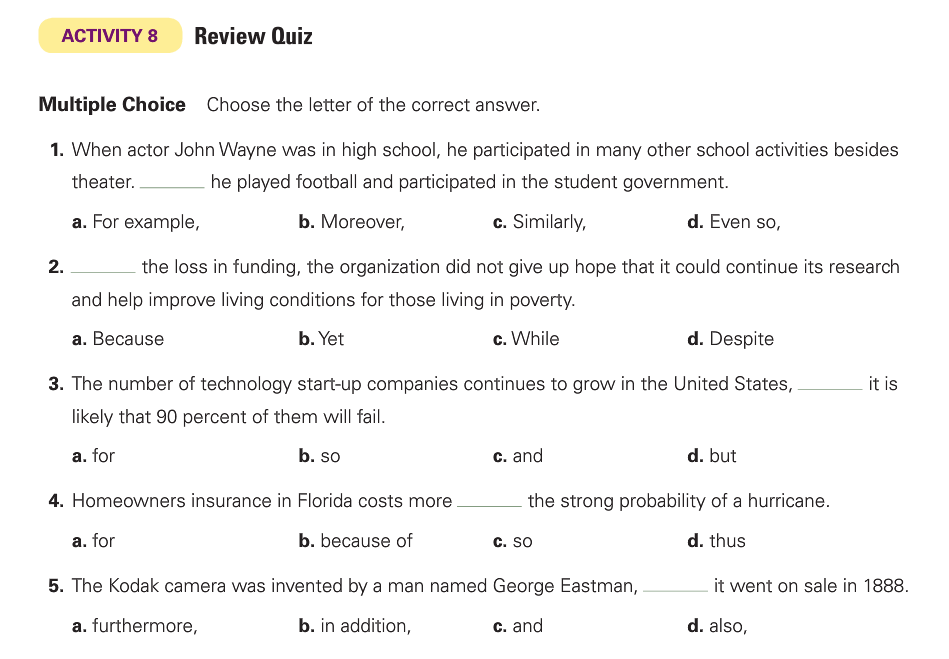 ACTIVITY 8 Review Quiz
Multiple Choice Choose the letter of the correct answer.
1. When actor John Wayne was in high school, he participated in many other school activities besides
theater. ______ he played football and participated in the student government.
a. For example, b. Moreover, c. Similarly, d. Even so,
2. ______ the loss in funding, the organization did not give up hope that it could continue its research
and help improve living conditions for those living in poverty.
a. Because b. Yet c. While d. Despite
3. The number of technology start-up companies continues to grow in the United States, ______ it is
likely that 90 percent of them will fail.
a. for b. so c. and d. but
4. Homeowners insurance in Florida costs more ______ the strong probability of a hurricane.
a. for b. because of c. so d. thus
5. The Kodak camera was invented by a man named George Eastman, ______ it went on sale in 1888.
a. furthermore, b. in addition, c. and d. also,